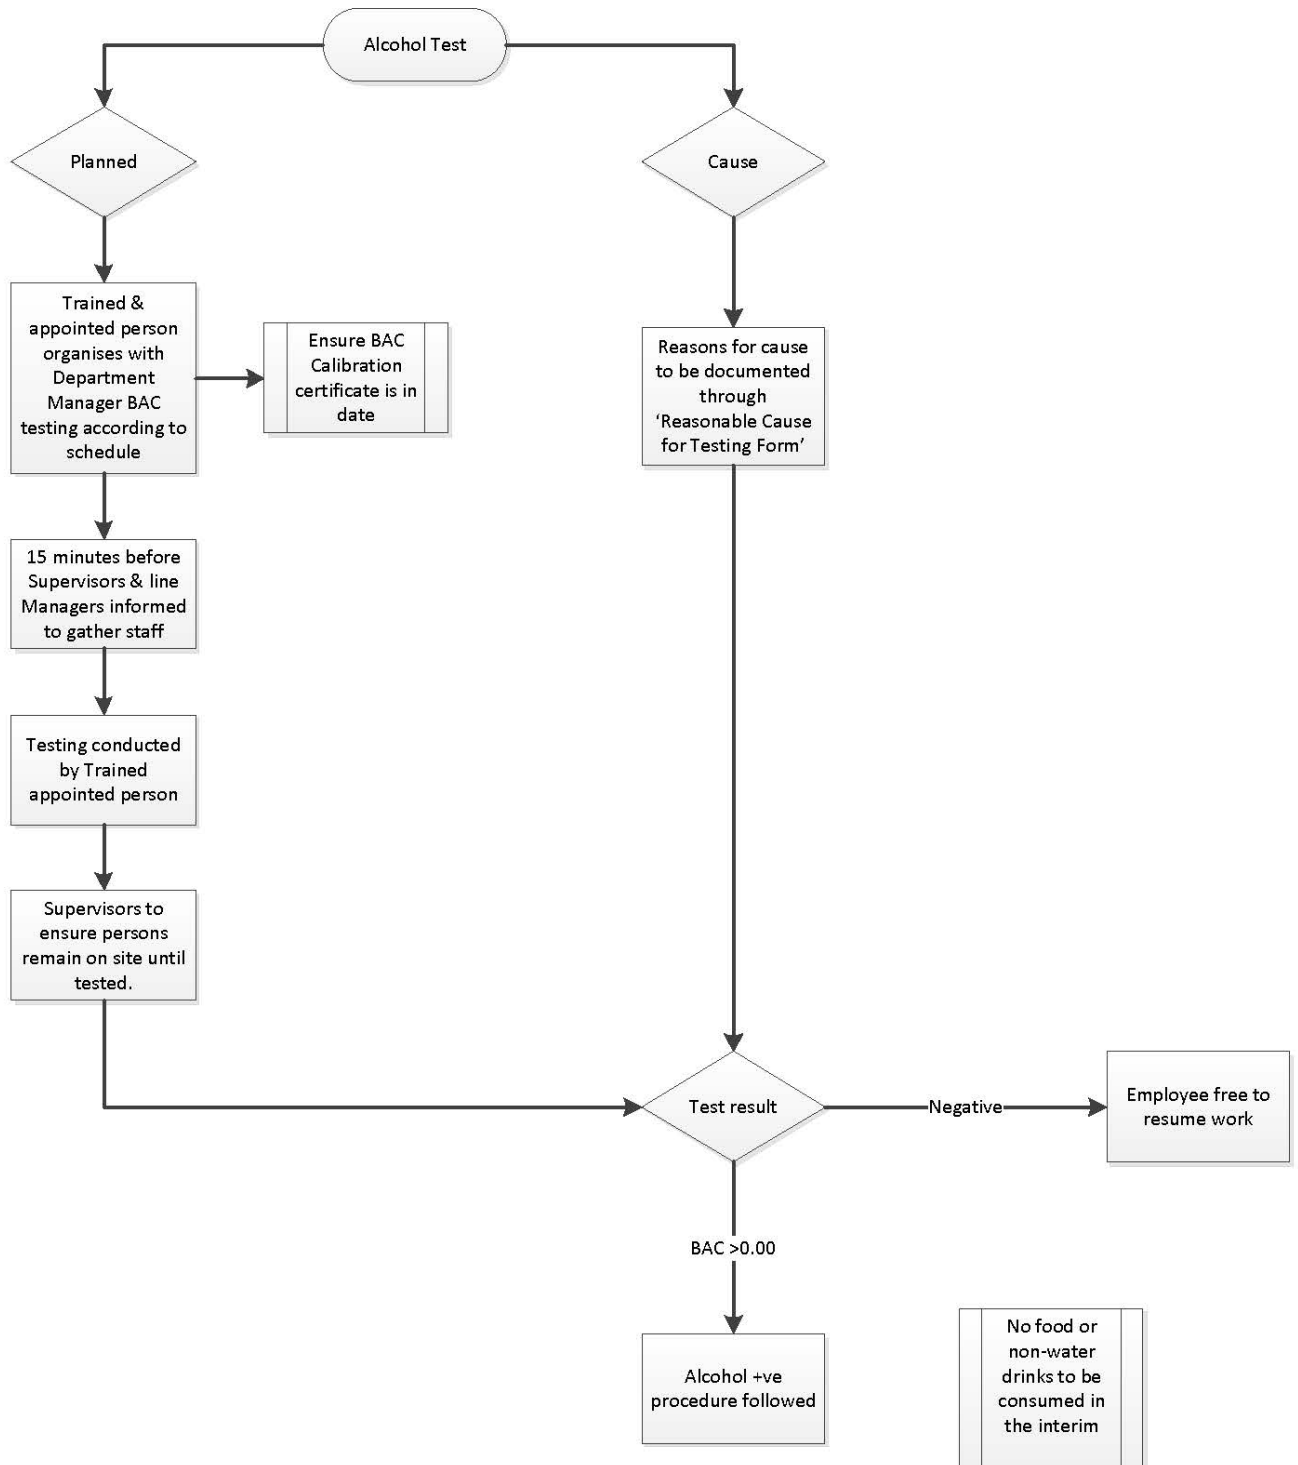 Alcohol Test
Planned
Cause
Trained &
appointed person
organises with
Department
Manager BAC
testing according to
schedule
Ensure BAC
Calibration
certificate is in
date
Reasons for cause
to be documented
through
‘Reasonable Cause
for Testing Form’
15 minutes before
Supervisors & line
Managers informed
to gather staff
Testing conducted
by Trained
appointed person
Supervisors to
ensure persons
remain on site until
tested.
Test result
Negative
Employee free to
resume work
BAC >0.00
Alcohol +ve
procedure followed
No food or
non-water
drinks to be
consumed in
the interim